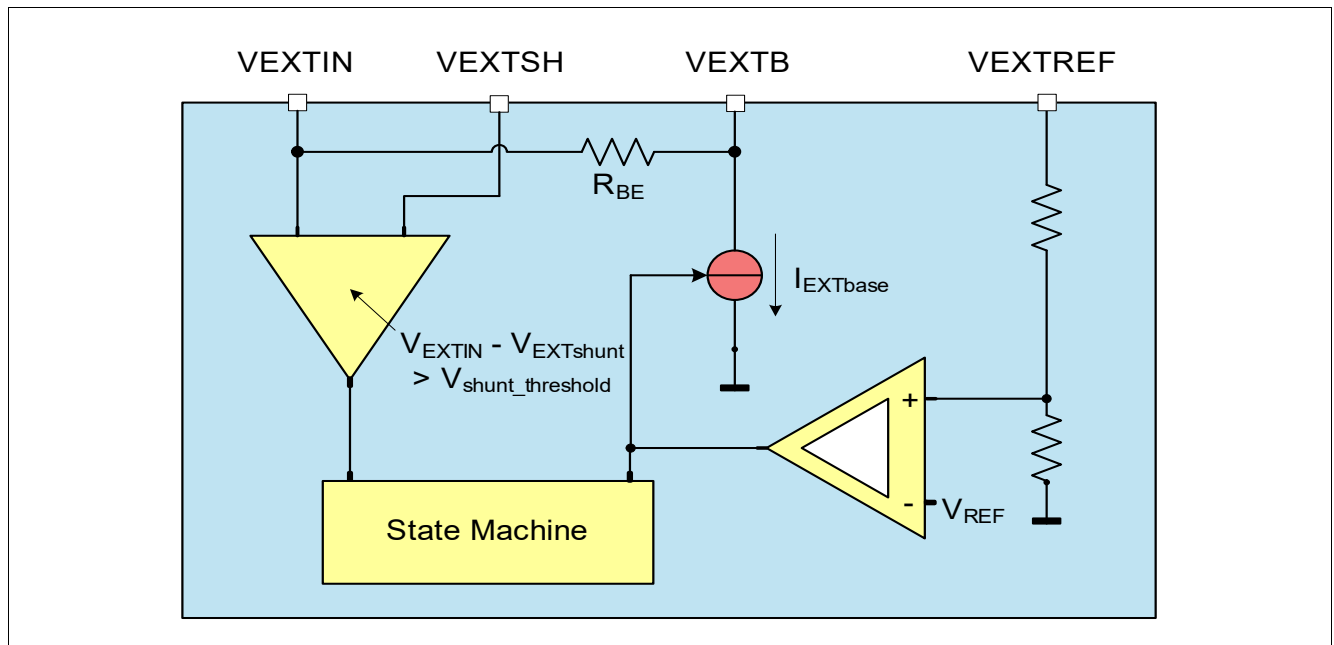 VEXTIN VEXTSH VEXTB VEXTREF
RBE
IEXTbase
VEXTIN - VEXTshunt
> Vshunt_threshold
+
- VREF
State Machine